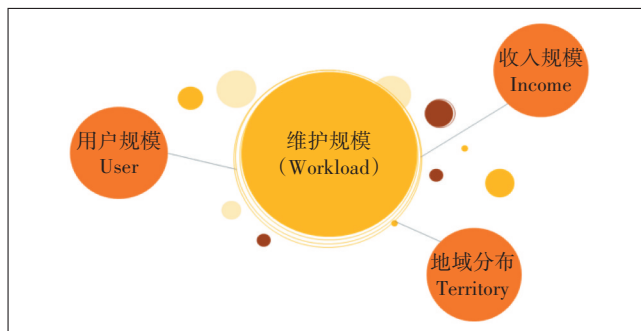 收入规模
Income
用户规模
User
维护规模
（Workload）
地域分布
Territory